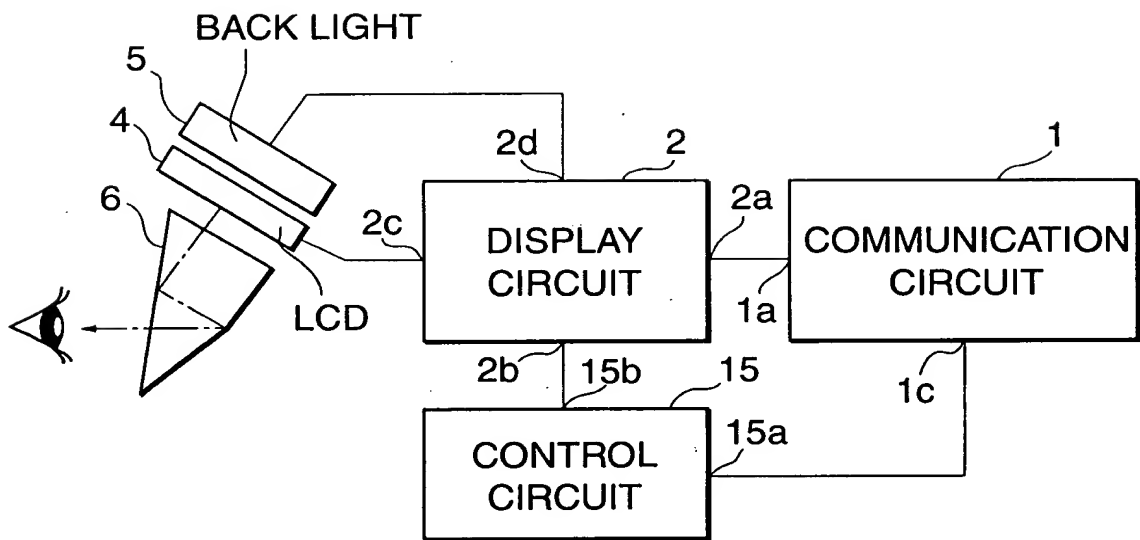 BACK LIGHT
5
4
6
2d
2
1
2c
2a
DISPLAY
CIRCUIT
COMMUNICATION
CIRCUIT
1a
LCD
2b
15b
15
1c
15a
CONTROL
CIRCUIT